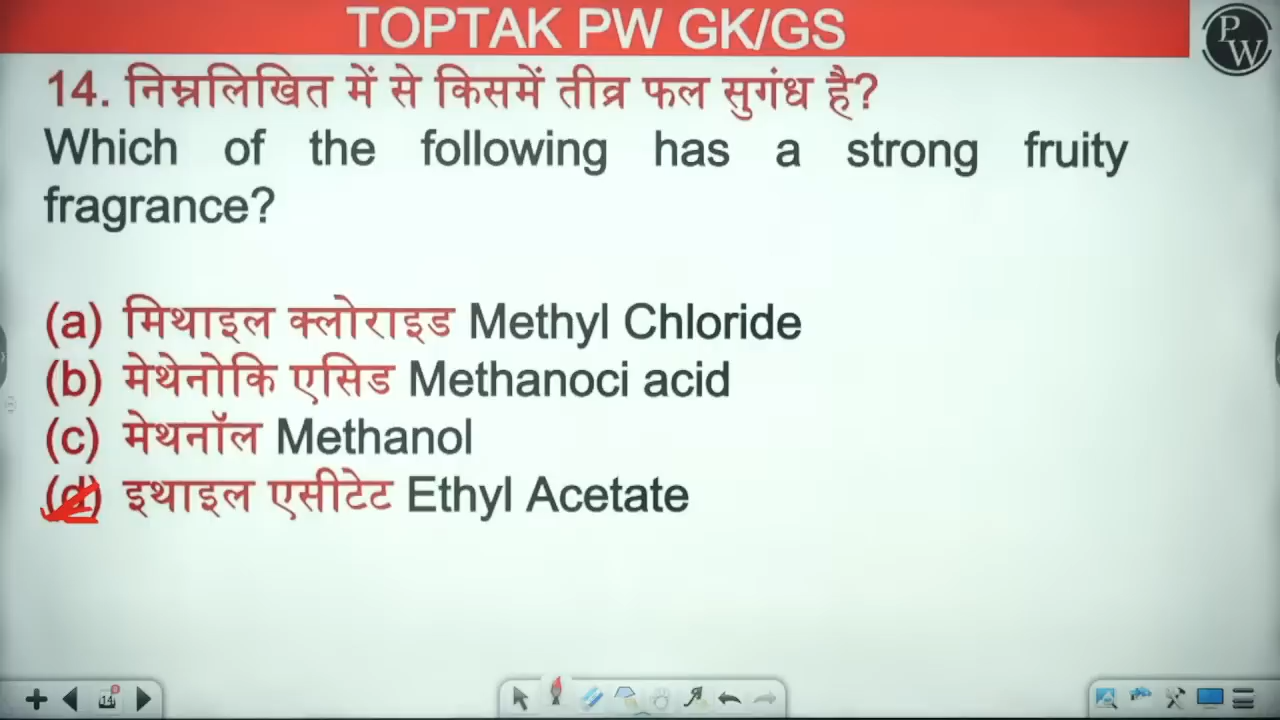 TOPTAK PW GK/GS
PW
14. निम्नलिखित में से किसमें तीव्र फल सुगंध है?
Which of the following has a strong fruity
fragrance?
(a) मिथाइल क्लोराइड Methyl Chloride
(b) मेथेनोकि एसिड Methanoci acid
(c) मेथनॉल Methanol
(d) इथाइल एसीटेट Ethyl Acetate
14